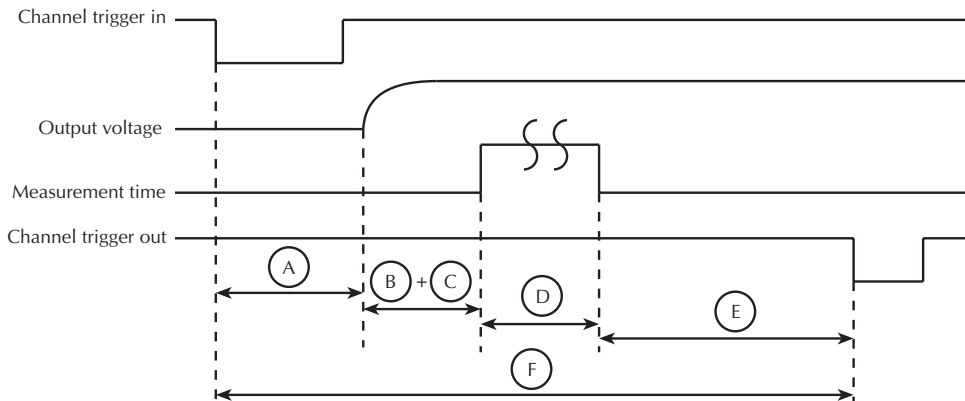 Channel trigger in
Output voltage
Measurement time
Channel trigger out
A
B + C
D
E
F